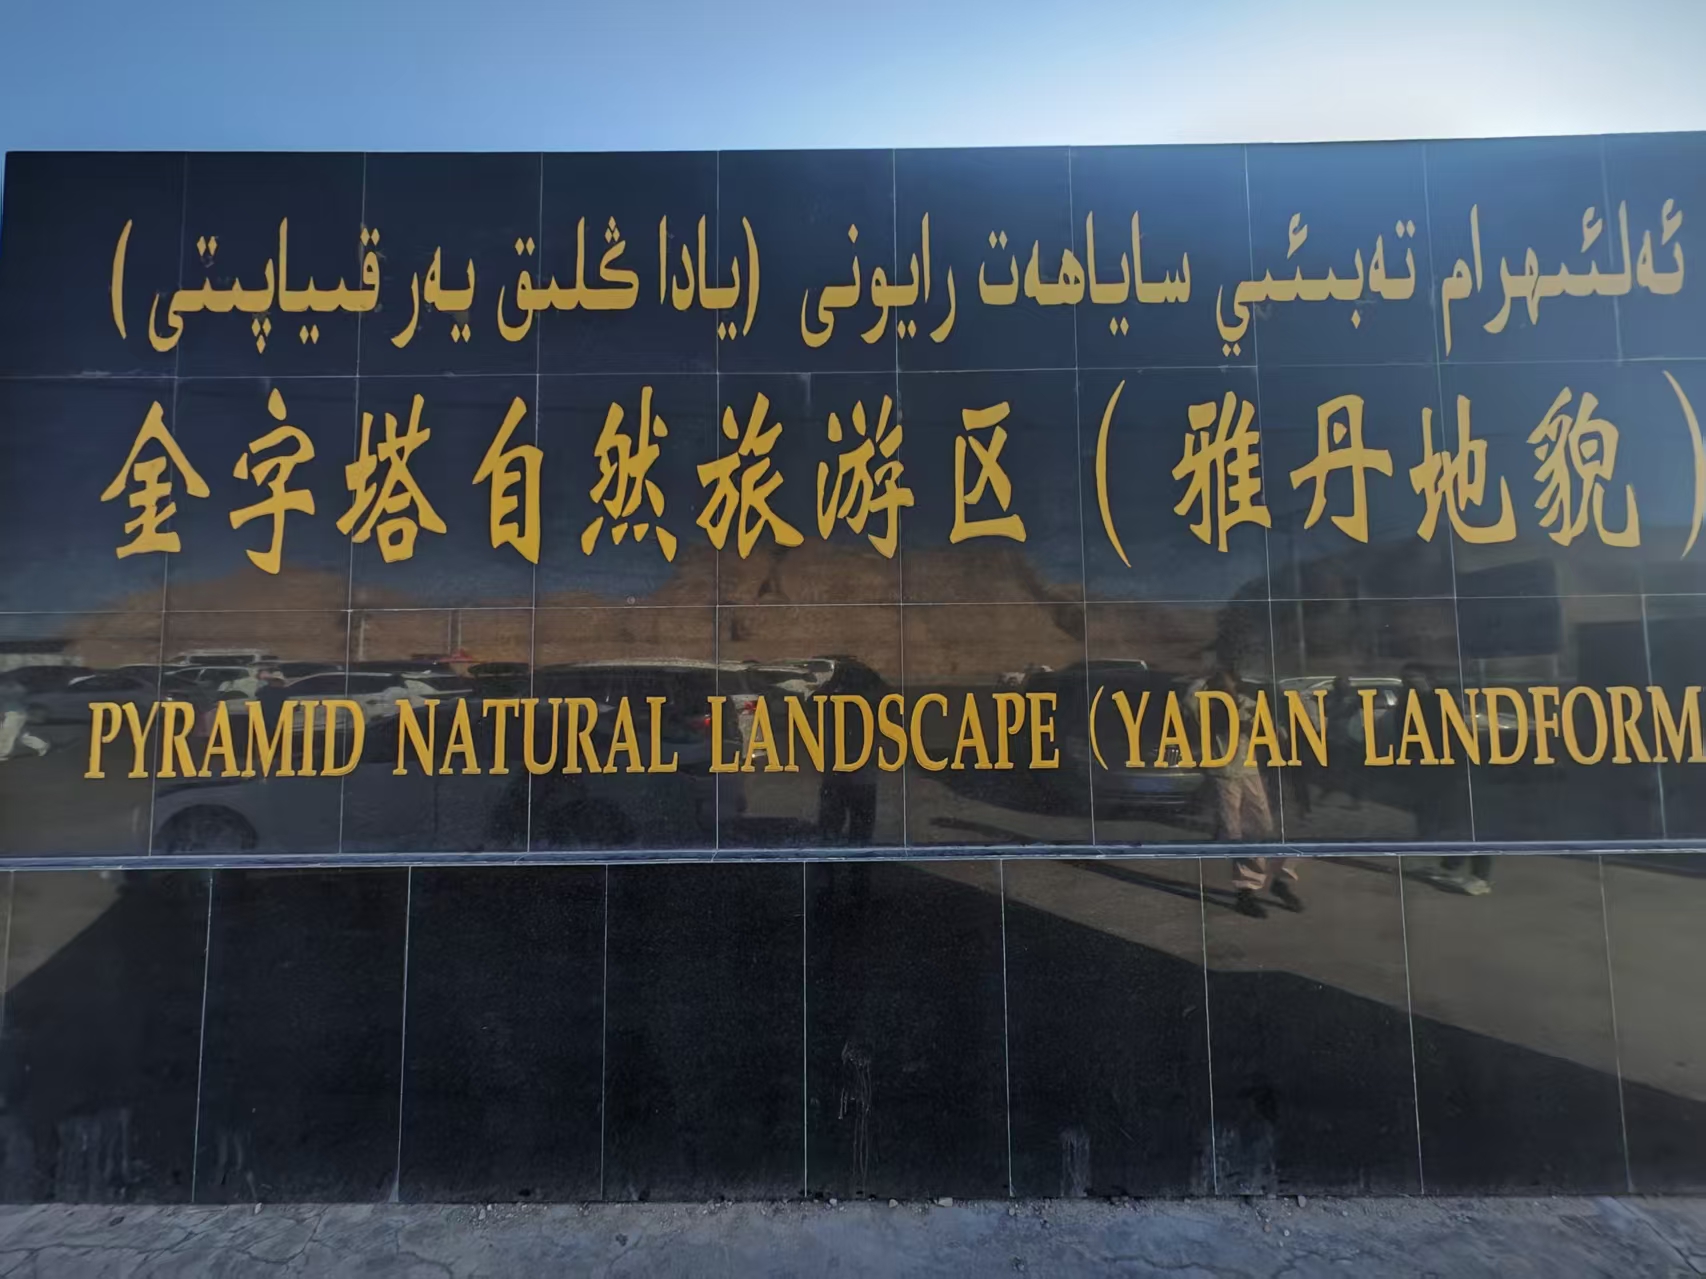 ئەلئىھرام تەبىئىي ساياھەت رايونى (يادا ڭلىق يەر قىياپىتى)
金字塔自然旅游区（雅丹地貌）
PYRAMID NATURAL LANDSCAPE (YADAN LANDFORM